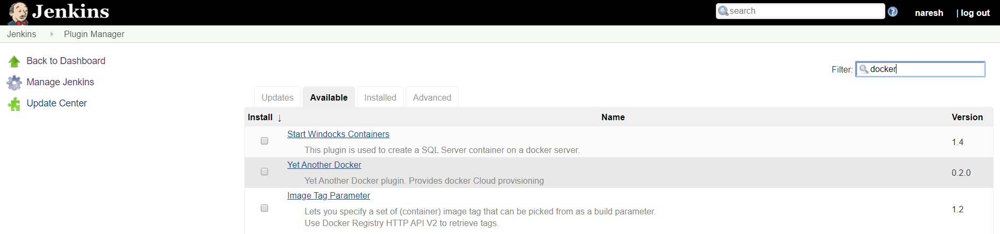 Jenkins
search
naresh
| log out
Jenkins
Plugin Manager
Back to Dashboard
Manage Jenkins
Update Center
Filter:
docker
Updates
Available
Installed
Advanced
Install ↓
Name
Version
Start Windocks Containers
This plugin is used to create a SQL Server container on a docker server.
1.4
Yet Another Docker
Yet Another Docker plugin. Provides docker Cloud provisioning
0.2.0
Image Tag Parameter
Lets you specify a set of (container) image tag that can be picked from as a build parameter.
Use Docker Registry HTTP API V2 to retrieve tags.
1.2